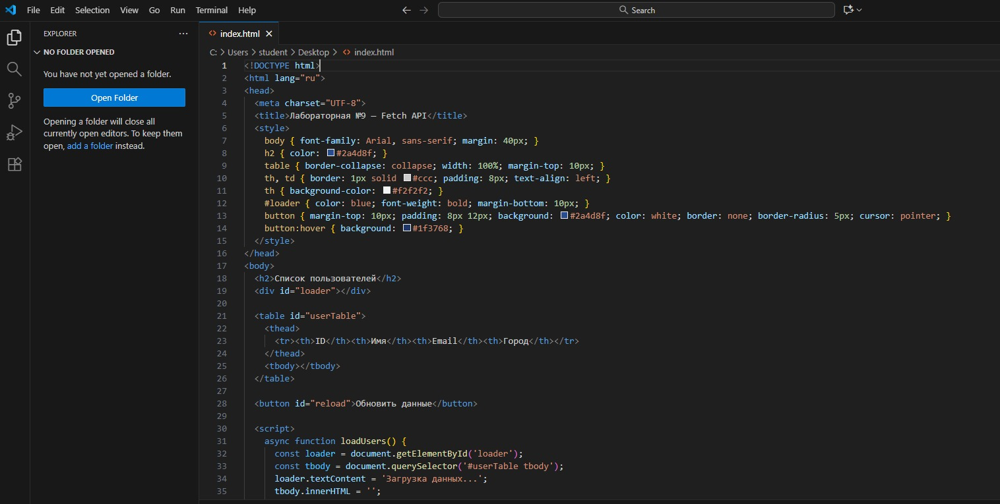 File Edit Selection View Go Run Terminal Help
Search
EXPLORER
NO FOLDER OPENED
You have not yet opened a folder.
Open Folder
Opening a folder will close all
currently open editors. To keep them
open, add a folder instead.
index.html
C: > Users > student > Desktop > index.html
1 <!DOCTYPE html>
2 <html lang="ru">
3 <head>
4 <meta charset="UTF-8">
5 <title>Лабораторная №9 — Fetch API</title>
6 <style>
7 body { font-family: Arial, sans-serif; margin: 40px; }
8 h2 { color: #2a4d8f; }
9 table { border-collapse: collapse; width: 100%; margin-top: 10px; }
10 th, td { border: 1px solid #ccc; padding: 8px; text-align: left; }
11 th { background-color: #f2f2f2; }
12 #loader { color: blue; font-weight: bold; margin-bottom: 10px; }
13 button { margin-top: 10px; padding: 8px 12px; background: #2a4d8f; color: white; border: none; border-radius: 5px; cursor: pointer; }
14 button:hover { background: #1f3768; }
15 </style>
16 </head>
17 <body>
18 <h2>Список пользователей</h2>
19 <div id="loader"></div>
20
21 <table id="userTable">
22 <thead>
23 <tr><th>ID</th><th>Имя</th><th>Email</th><th>Город</th></tr>
24 </thead>
25 <tbody></tbody>
26 </table>
27
28 <button id="reload">Обновить данные</button>
29
30 <script>
31 async function loadUsers() {
32 const loader = document.getElementById('loader');
33 const tbody = document.querySelector('#userTable tbody');
34 loader.textContent = 'Загрузка данных...';
35 tbody.innerHTML = '';